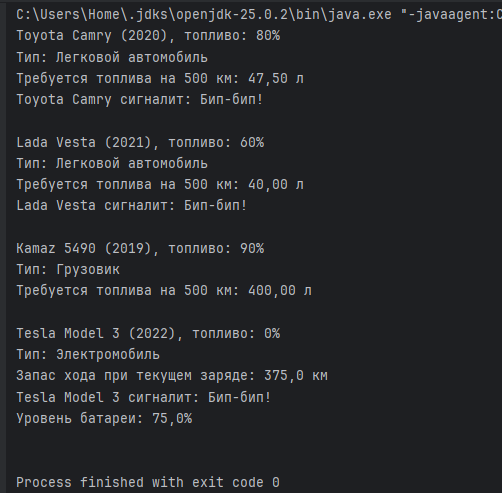 C:\Users\Home\.jdks\openjdk-25.0.2\bin\java.exe "-javaagent:C
Toyota Camry (2020), топливо: 80%
Тип: Легковой автомобиль
Требуется топлива на 500 км: 47,50 л
Toyota Camry сигналит: Бип-бип!
Lada Vesta (2021), топливо: 60%
Тип: Легковой автомобиль
Требуется топлива на 500 км: 40,00 л
Lada Vesta сигналит: Бип-бип!
Kamaz 5490 (2019), топливо: 90%
Тип: Грузовик
Требуется топлива на 500 км: 400,00 л
Tesla Model 3 (2022), топливо: 0%
Тип: Электромобиль
Запас хода при текущем заряде: 375,0 км
Tesla Model 3 сигналит: Бип-бип!
Уровень батареи: 75,0%
Process finished with exit code 0